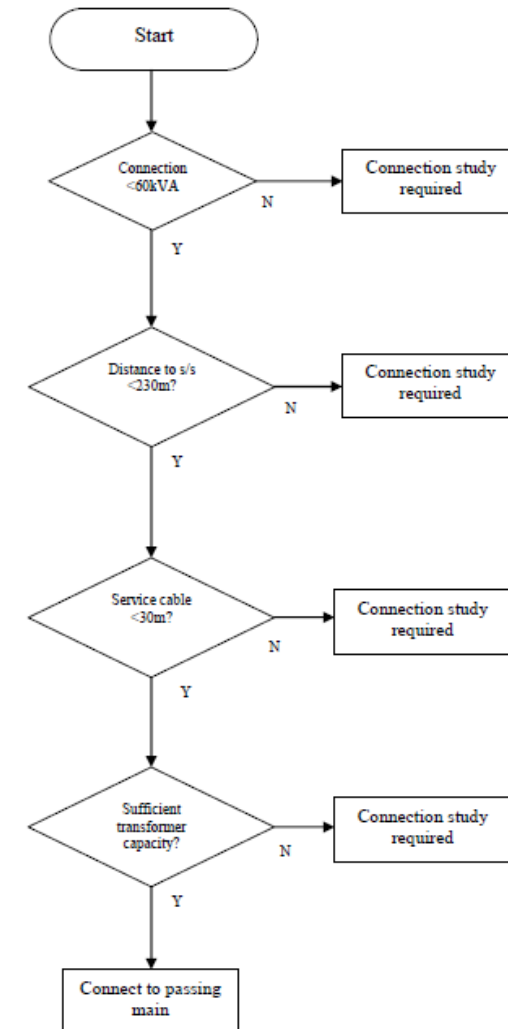 Start
Connection
<60kVA
Connection study
required
N
Y
Distance to s/s
<230m?
Connection study
required
N
Y
Service cable
<30m?
Connection study
required
N
Y
Sufficient
transformer
capacity?
Connection study
required
N
Y
Connect to passing
main